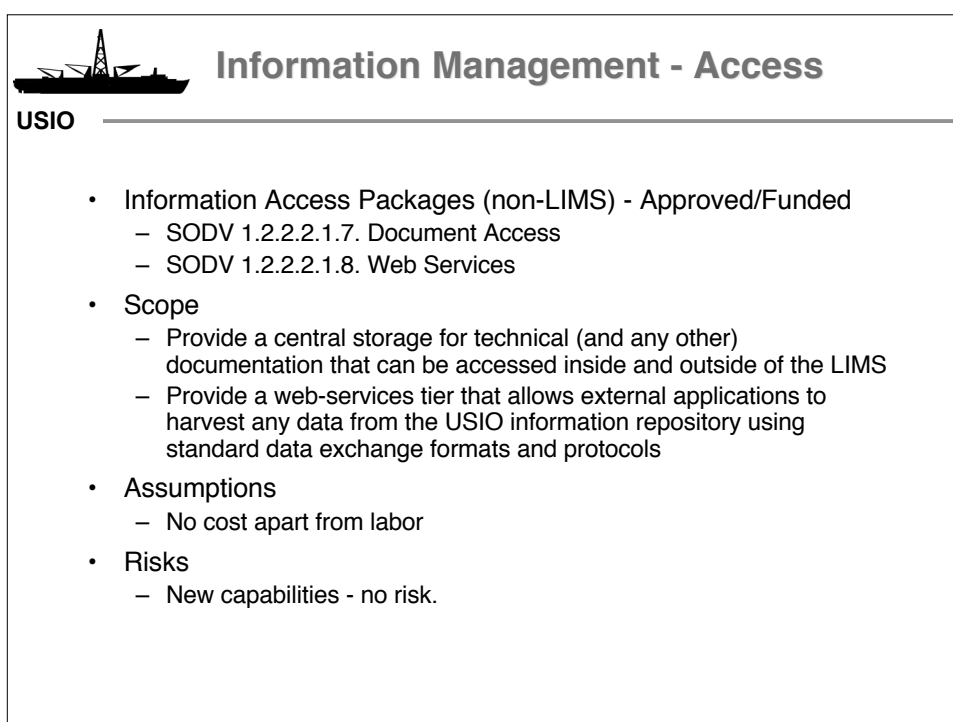 Information Management - Access
USIO
• Information Access Packages (non-LIMS) - Approved/Funded
– SODV 1.2.2.2.1.7. Document Access
– SODV 1.2.2.2.1.8. Web Services
• Scope
– Provide a central storage for technical (and any other)
documentation that can be accessed inside and outside of the LIMS
– Provide a web-services tier that allows external applications to
harvest any data from the USIO information repository using
standard data exchange formats and protocols
• Assumptions
– No cost apart from labor
• Risks
– New capabilities - no risk.